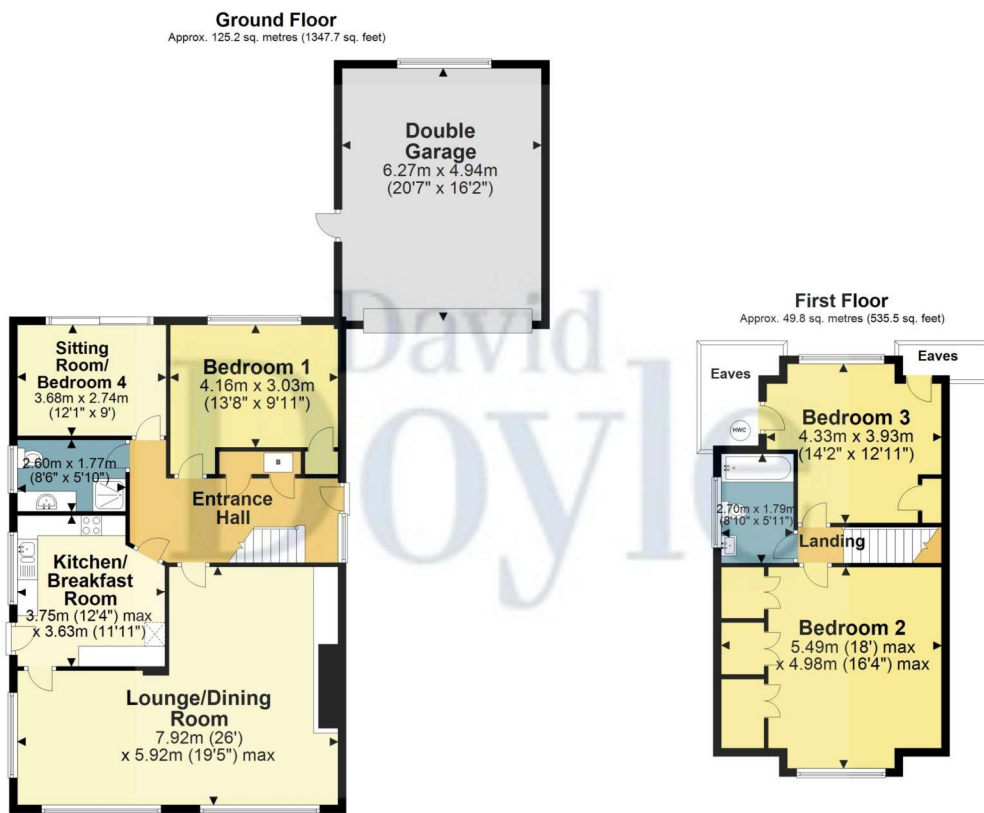 Ground Floor
Approx. 125.2 sq. metres (1347.7 sq. feet)
Double
Garage
6.27m x 4.94m
(20'7" x 16'2")
Sitting
Room/
Bedroom 4
3.68m x 2.74m
(12'1" x 9')
Bedroom 1
4.16m x 3.03m
(13'8" x 9'11")
2.60m x 1.77m
(8'6" x 5'10")
B
Entrance
Hall
Kitchen/
Breakfast
Room
3.75m (12'4") max
x 3.63m (11'11")
Lounge/Dining
Room
7.92m (26')
x 5.92m (19'5") max
First Floor
Approx. 49.8 sq. metres (535.5 sq. feet)
Eaves
Eaves
Bedroom 3
4.33m x 3.93m
(14'2" x 12'11")
HWC
2.70m x 1.79m
(8'10" x 5'11")
Landing
Bedroom 2
5.49m (18') max
x 4.98m (16'4") max
David
Doyle